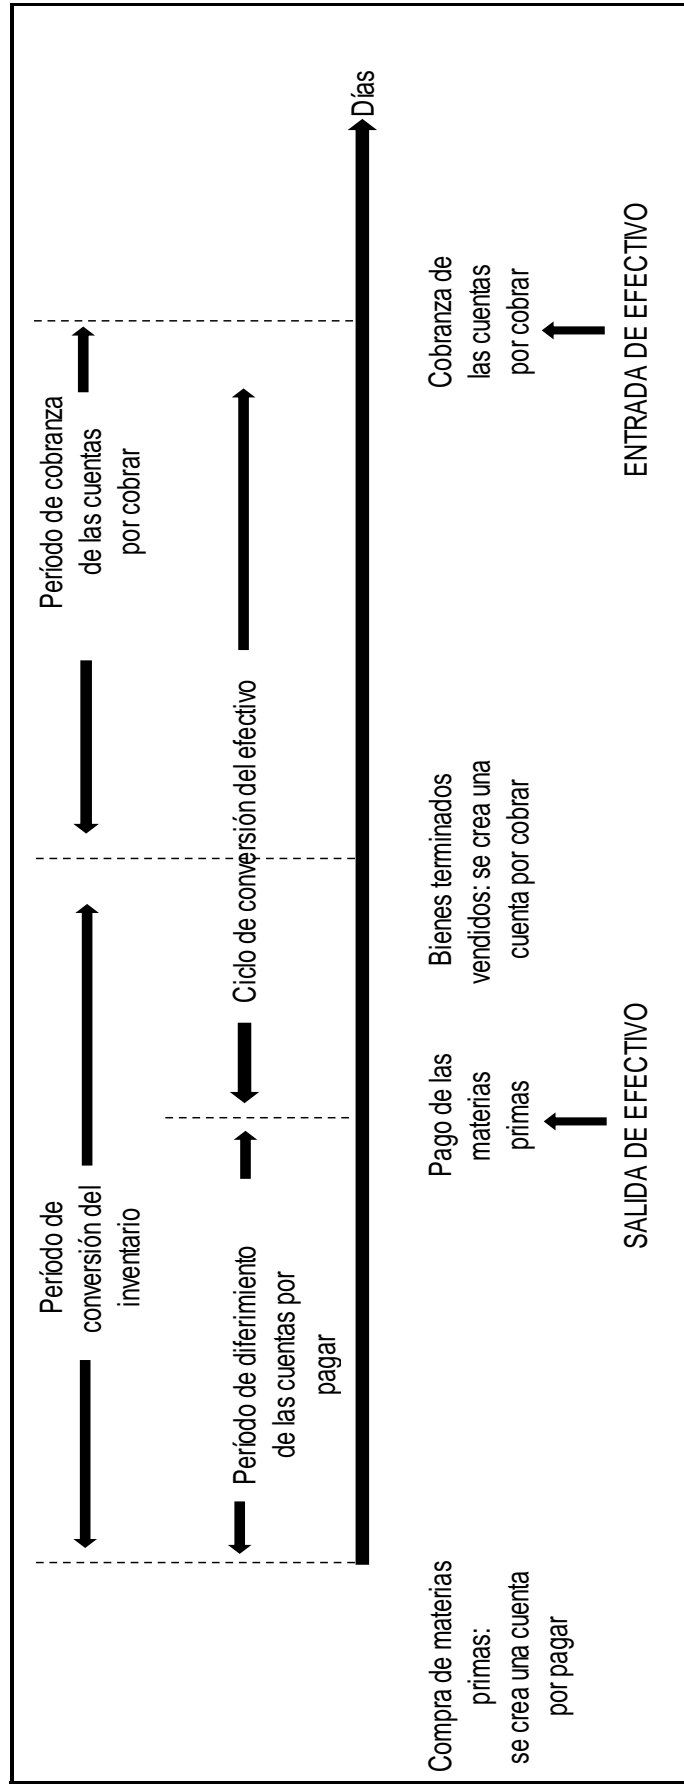 Período de
conversión del
inventario
Período de cobranza
de las cuentas
por cobrar
Período de diferimiento
de las cuentas por
pagar
Ciclo de conversión del efectivo
Días
Compra de materias
primas:
se crea una cuenta
por pagar
Pago de las
materias
primas
Bienes terminados
vendidos: se crea una
cuenta por cobrar
Cobranza de
las cuentas
por cobrar
SALIDA DE EFECTIVO
ENTRADA DE EFECTIVO